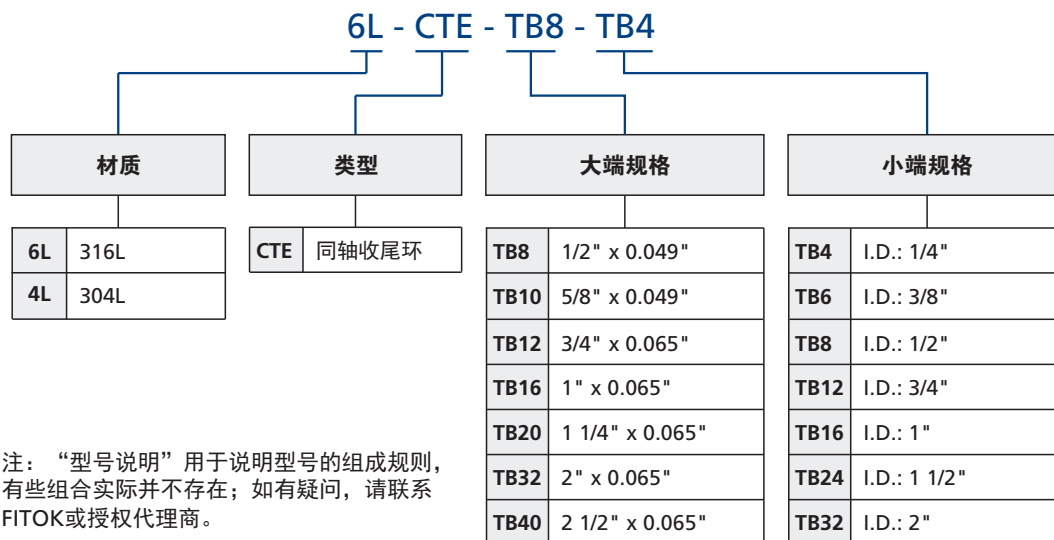 6L - CTE - TB8 - TB4
材质
6L 316L
4L 304L
类型
CTE 同轴收尾环
大端规格
TB8 1/2" x 0.049"
TB10 5/8" x 0.049"
TB12 3/4" x 0.065"
TB16 1" x 0.065"
TB20 1 1/4" x 0.065"
TB32 2" x 0.065"
TB40 2 1/2" x 0.065"
小端规格
TB4 I.D.: 1/4"
TB6 I.D.: 3/8"
TB8 I.D.: 1/2"
TB12 I.D.: 3/4"
TB16 I.D.: 1"
TB24 I.D.: 1 1/2"
TB32 I.D.: 2"
注：“型号说明”用于说明型号的组成规则，
有些组合实际并不存在；如有疑问，请联系
FITOK或授权代理商。